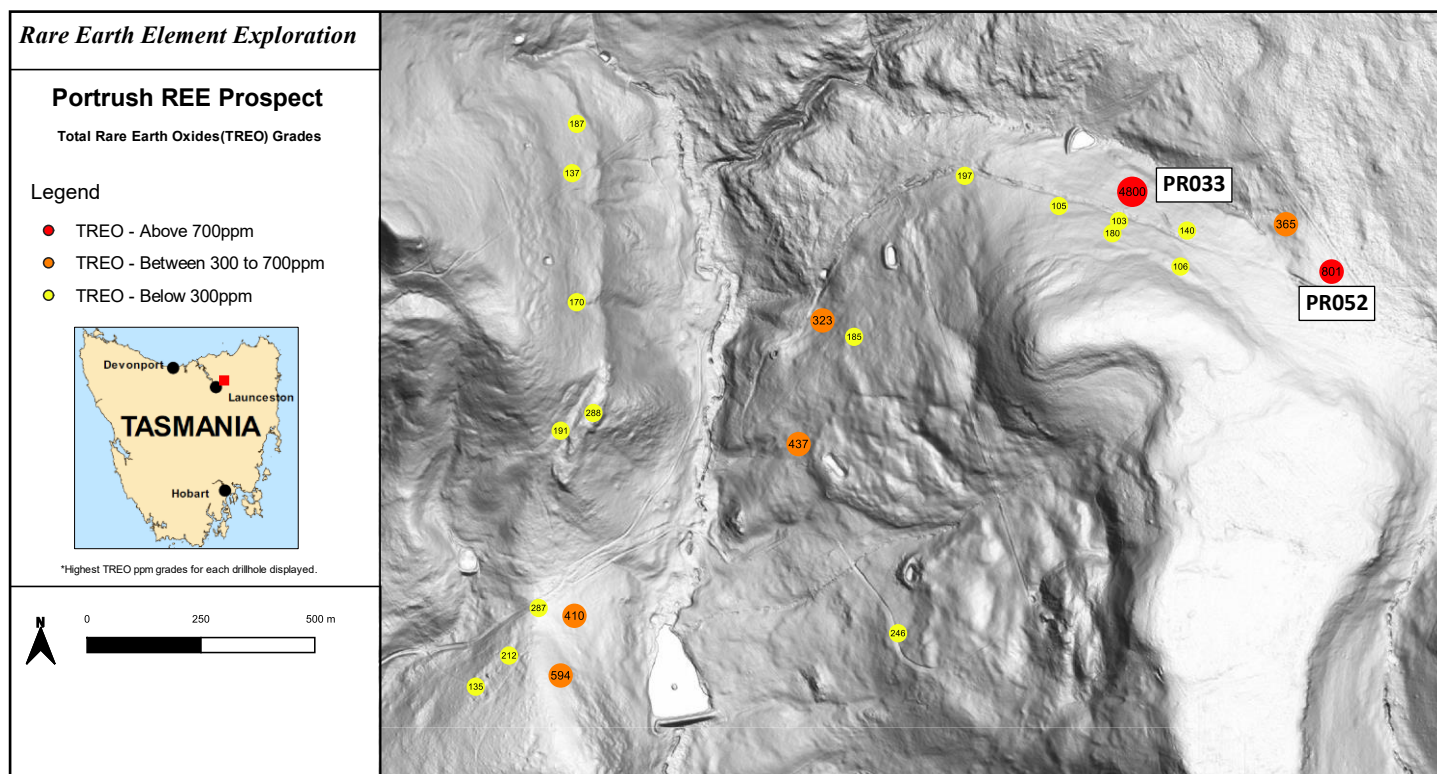 Rare Earth Element Exploration
Portrush REE Prospect
Total Rare Earth Oxides(TREO) Grades
Legend
TREO - Above 700ppm
TREO - Between 300 to 700ppm
TREO - Below 300ppm
Devonport
Launceston
TASMANIA
Hobart
*Highest TREO ppm grades for each drillhole displayed.
N
0 250 500 m
187
137
197
4800
PR033
105
103
180
140
365
106
801
PR052
170
323
185
288
191
437
287
410
246
212
594
135